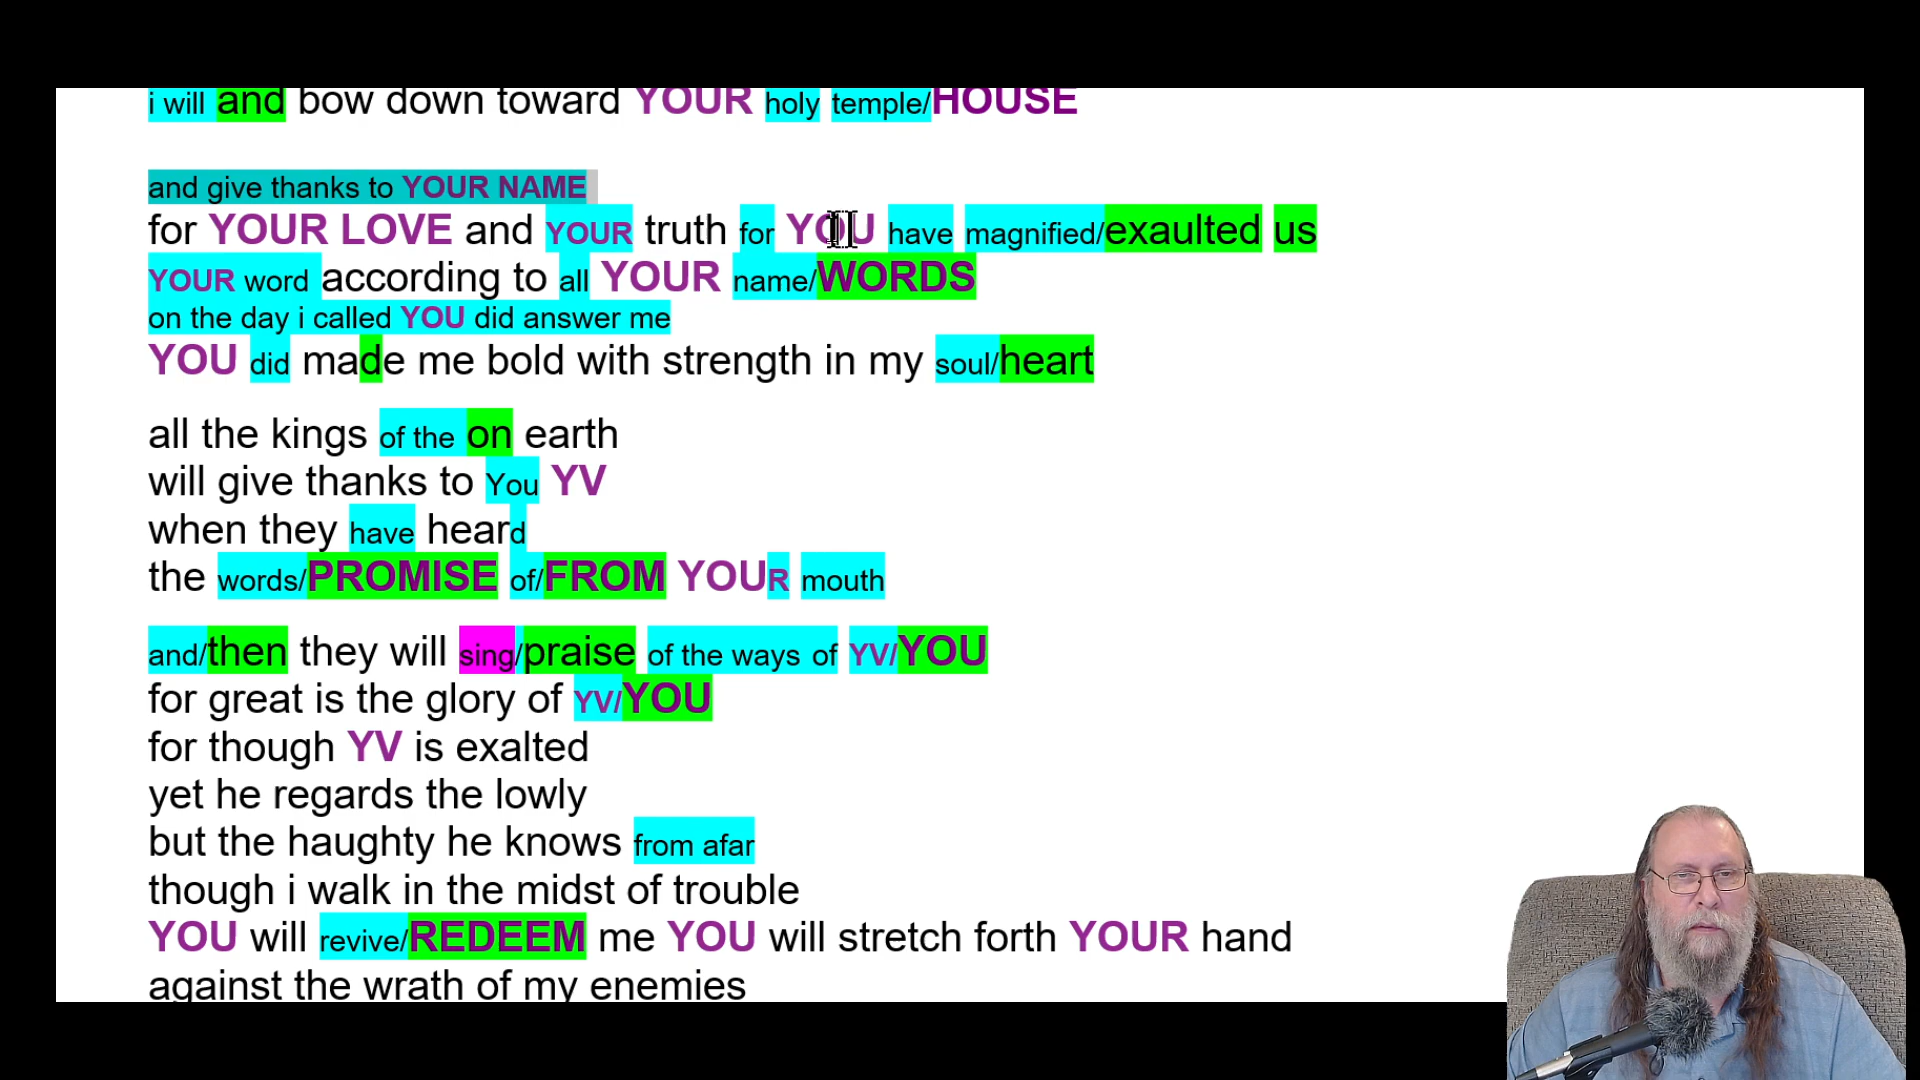 i will and bow down toward YOUR holy temple/HOUSE
and give thanks to YOUR NAME
for YOUR LOVE and YOUR truth for YOU have magnified/exaulted us
YOUR word according to all YOUR name/WORDS
on the day i called YOU did answer me
YOU did made me bold with strength in my soul/heart
all the kings of the on earth
will give thanks to You YV
when they have heard
the words/PROMISE of/FROM YOUR mouth
and/then they will sing/praise of the ways of YV/YOU
for great is the glory of YV/YOU
for though YV is exalted
yet he regards the lowly
but the haughty he knows from afar
though i walk in the midst of trouble
YOU will revive/REDEEM me YOU will stretch forth YOUR hand
against the wrath of my enemies